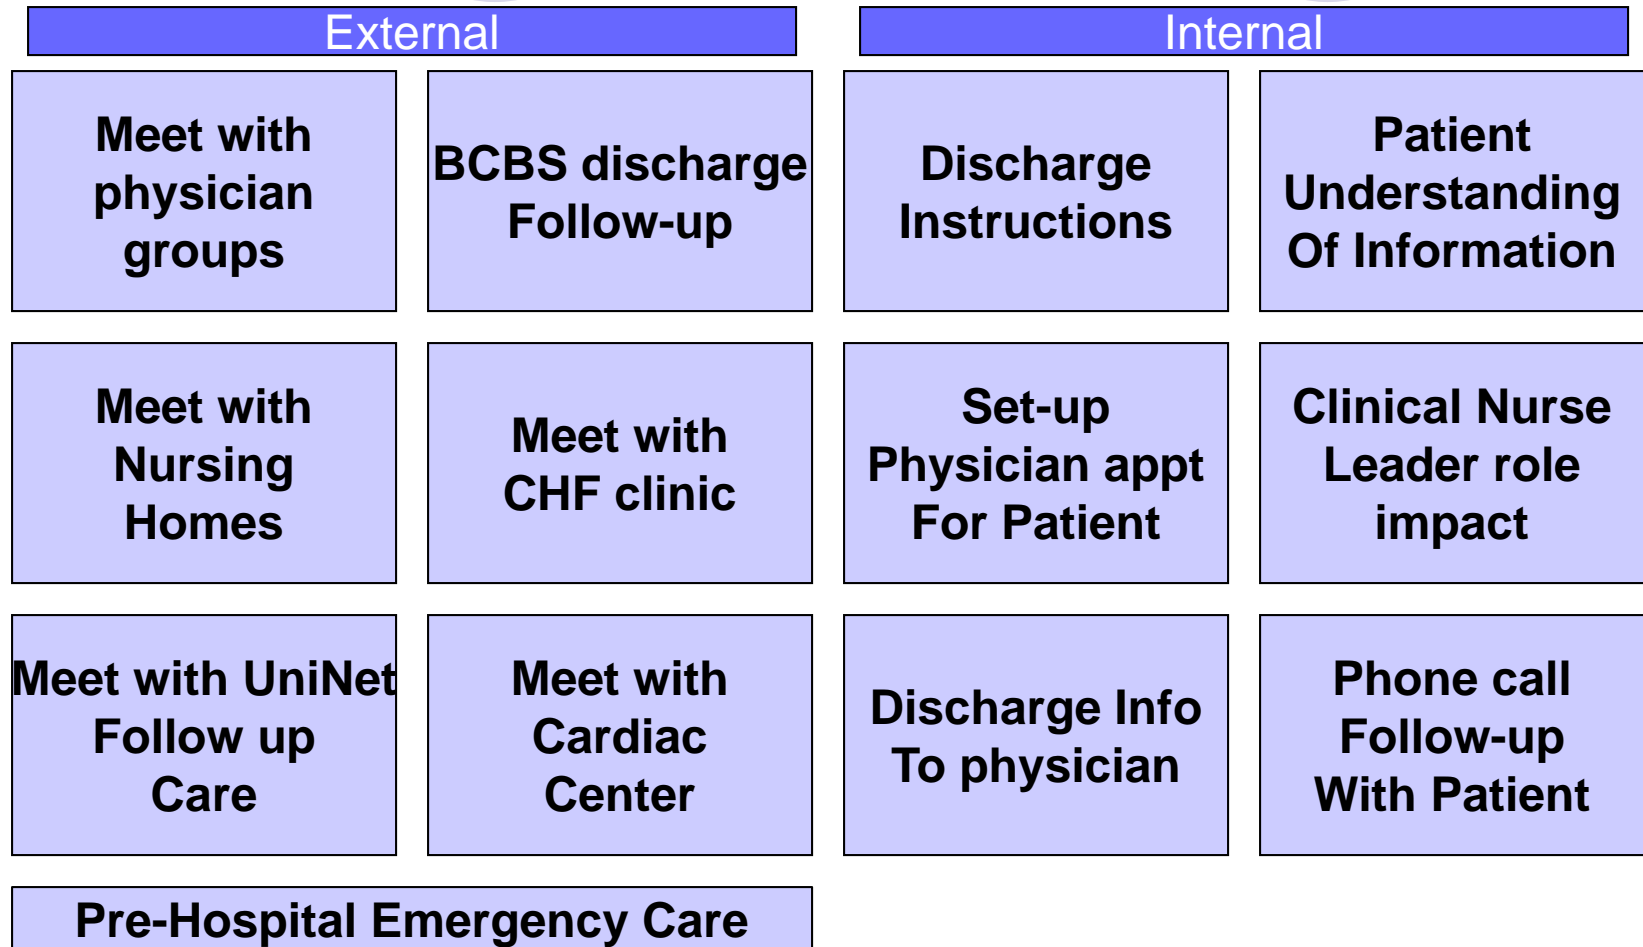 External
Internal
Meet with
physician
groups
BCBS discharge
Follow-up
Discharge
Instructions
Patient
Understanding
Of Information
Meet with
Nursing
Homes
Meet with
CHF clinic
Set-up
Physician appt
For Patient
Clinical Nurse
Leader role
impact
Meet with UniNet
Follow up
Care
Meet with
Cardiac
Center
Discharge Info
To physician
Phone call
Follow-up
With Patient
Pre-Hospital Emergency Care